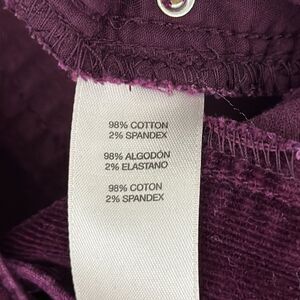 98% COTTON
2% SPANDEX
98% ALGODÓN
2% ELASTANO
98% COTON
2% SPANDEX